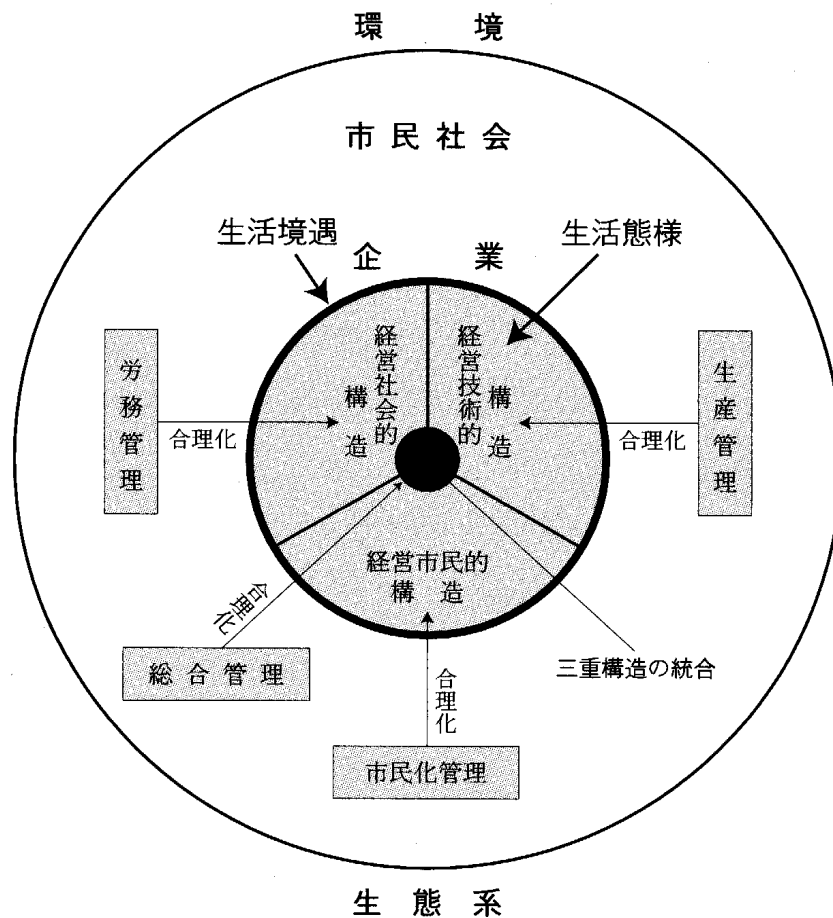 環境
市民社会
生活境遇
生活態様
企業
経営社会的
構造
経営技術的
構造
労務管理
合理化
生産管理
合理化
経営市民的
構造
合理化
総合管理
三重構造の統合
合理化
市民化管理
生態系